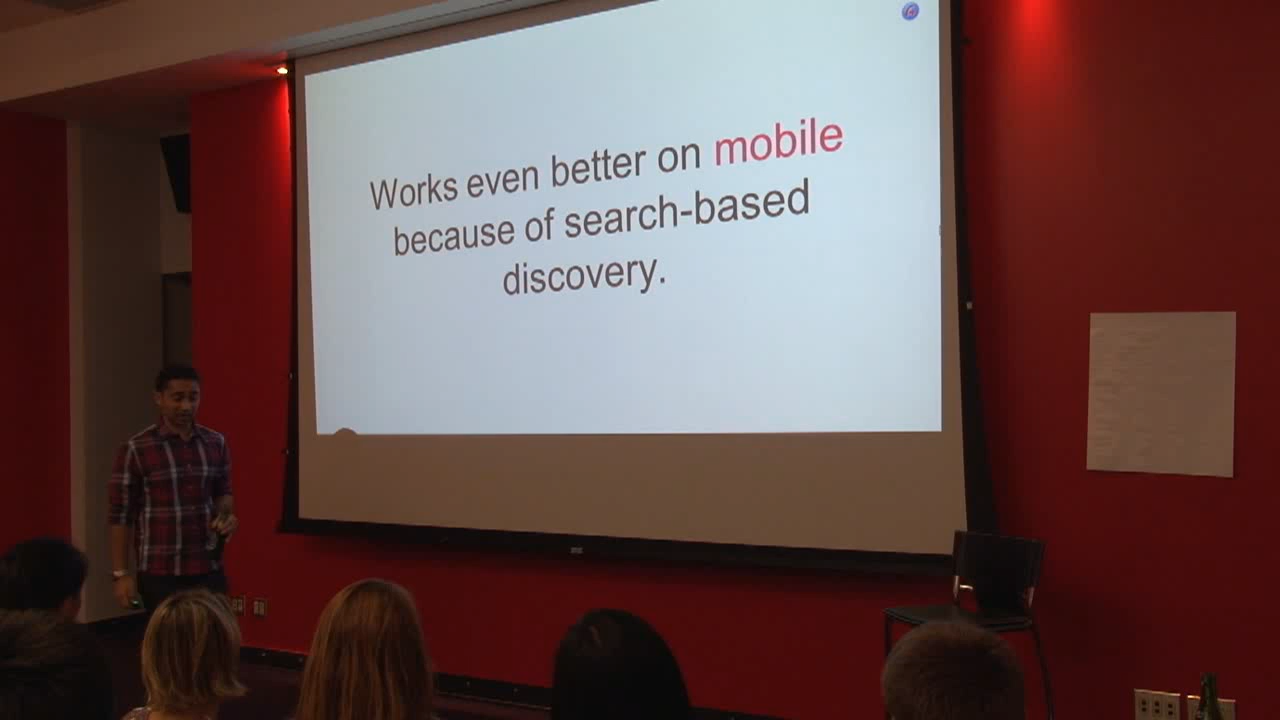 Works even better on mobile
because of search-based
discovery.